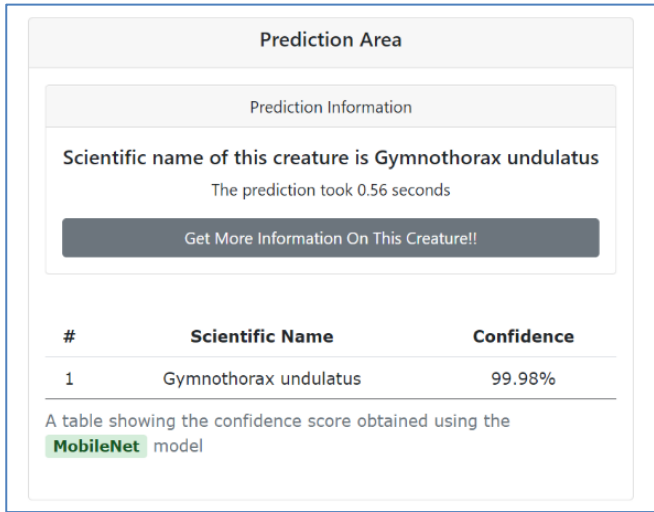 Prediction Area
Prediction Information
Scientific name of this creature is Gymnothorax undulatus
The prediction took 0.56 seconds
Get More Information On This Creature!!
# Scientific Name Confidence
1 Gymnothorax undulatus 99.98%
A table showing the confidence score obtained using the
MobileNet model